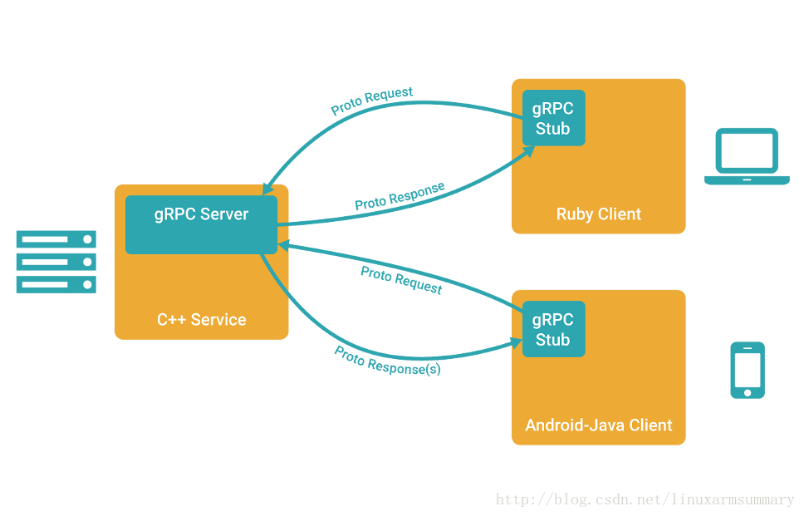 Proto Request
gRPC
Stub
Proto Response
Ruby Client
gRPC Server
C++ Service
Proto Request
gRPC
Stub
Proto Response(s)
Android-Java Client
http://blog.csdn.net/linuxarmsummary